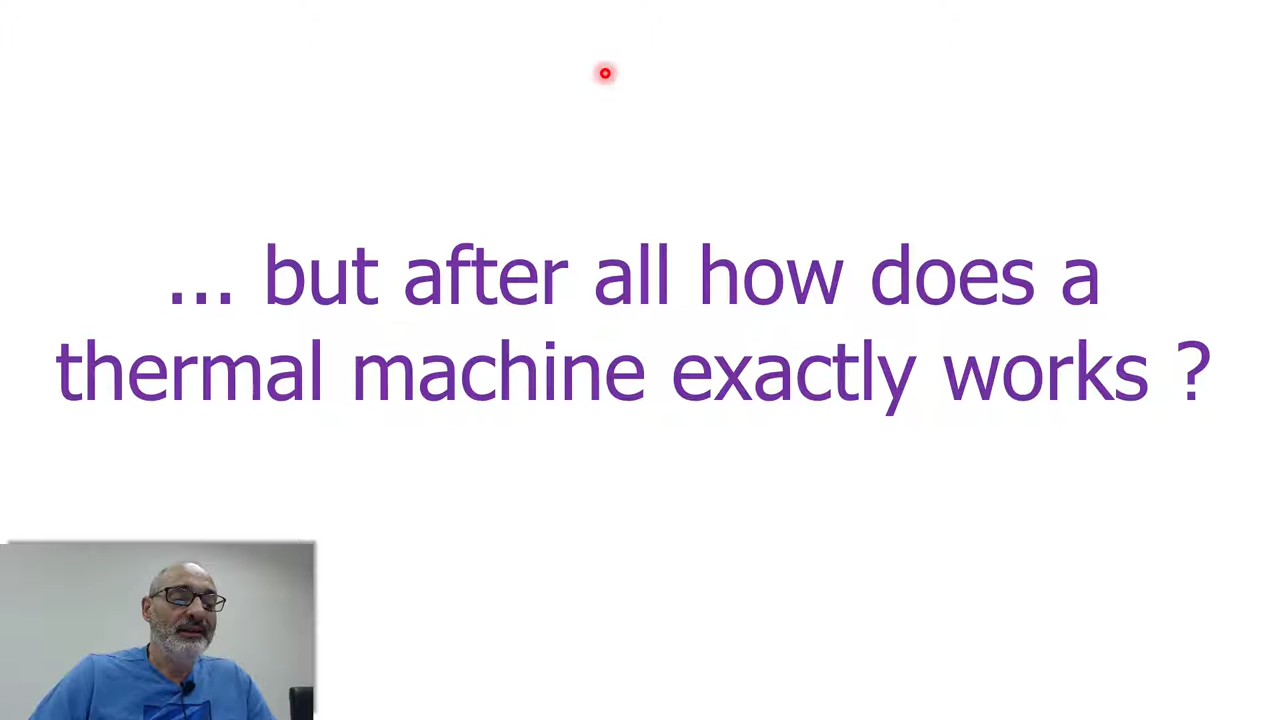 ... but after all how does a
thermal machine exactly works ?